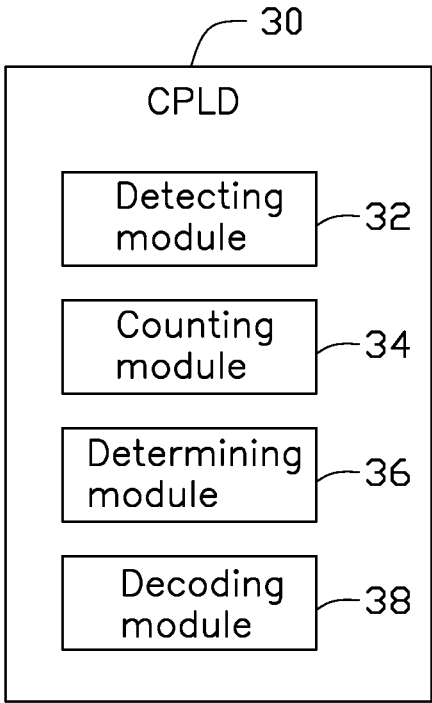 30
CPLD
Detecting
module
32
Counting
module
34
Determining
module
36
Decoding
module
38